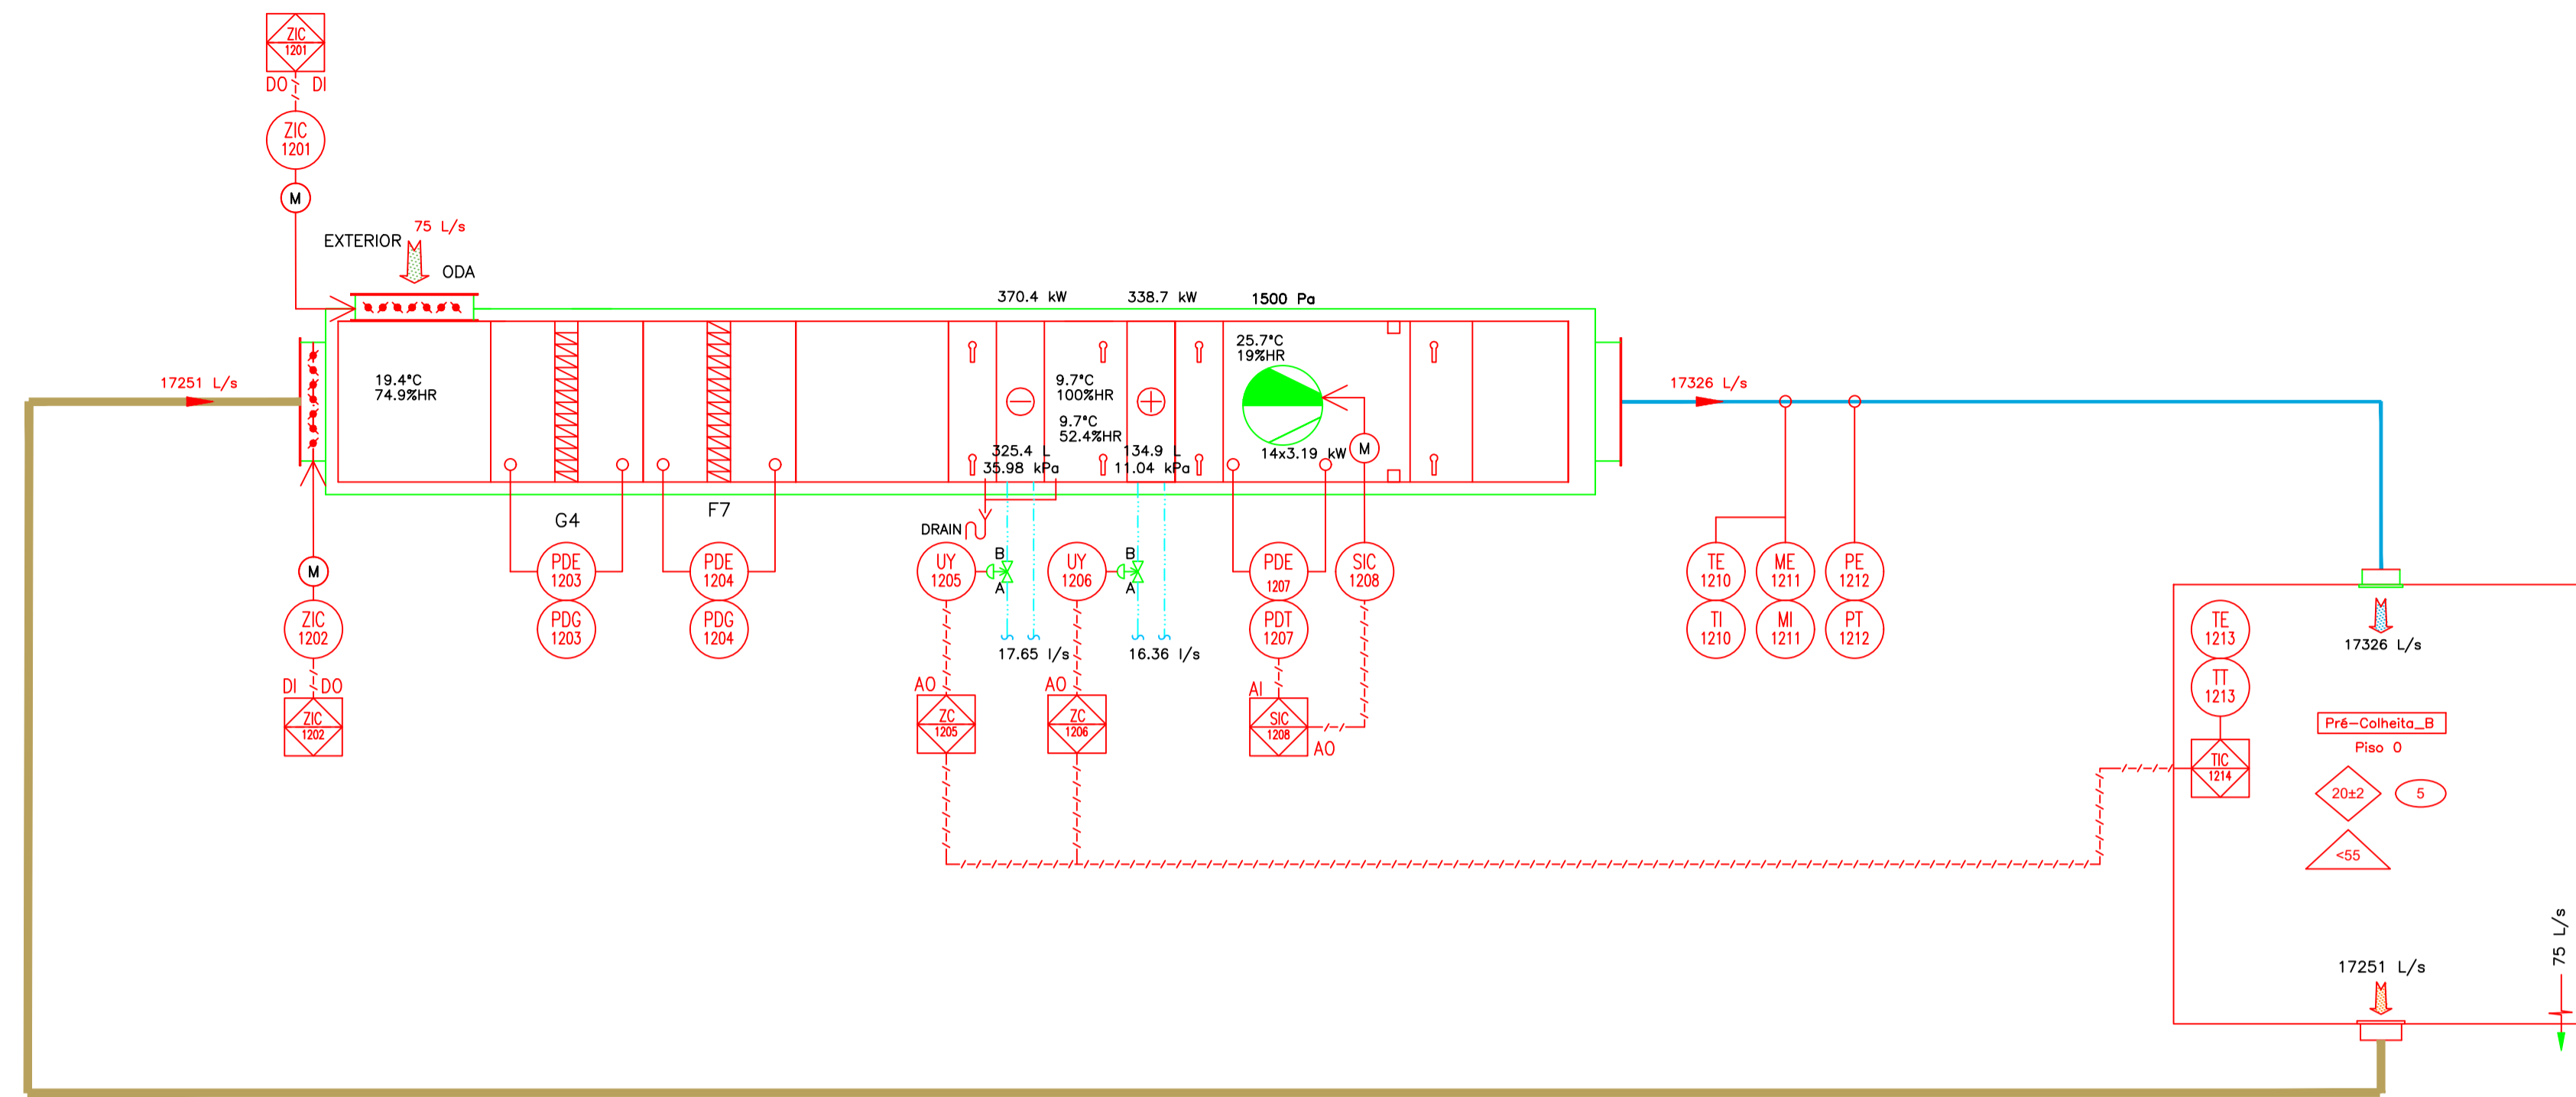 ZIC
1201
DO DI
ZIC
1201
M
75 L/s
EXTERIOR
ODA
370.4 kW
338.7 kW
1500 Pa
17251 L/s
19.4°C
74.9%HR
9.7°C
100%HR
9.7°C
52.4%HR
25.7°C
19%HR
17326 L/s
325.4 L
35.98 kPa
134.9 L
11.04 kPa
14x3.19 kW
M
G4
F7
DRAIN
M
PDE
1203
PDG
1203
PDE
1204
PDG
1204
UY
1205
B
A
UY
1206
B
A
PDE
1207
PDT
1207
SIC
1208
TE
1210
TI
1210
ME
1211
MI
1211
PE
1212
PT
1212
ZIC
1202
DI DO
ZIC
1202
17.65 l/s
16.36 l/s
AO
ZC
1205
AO
ZC
1206
AI
SIC
1208
AO
TE
1213
TT
1213
TIC
1214
17326 L/s
Pré-Colheita_B
Piso 0
20±2
5
<55
17251 L/s
75 L/s